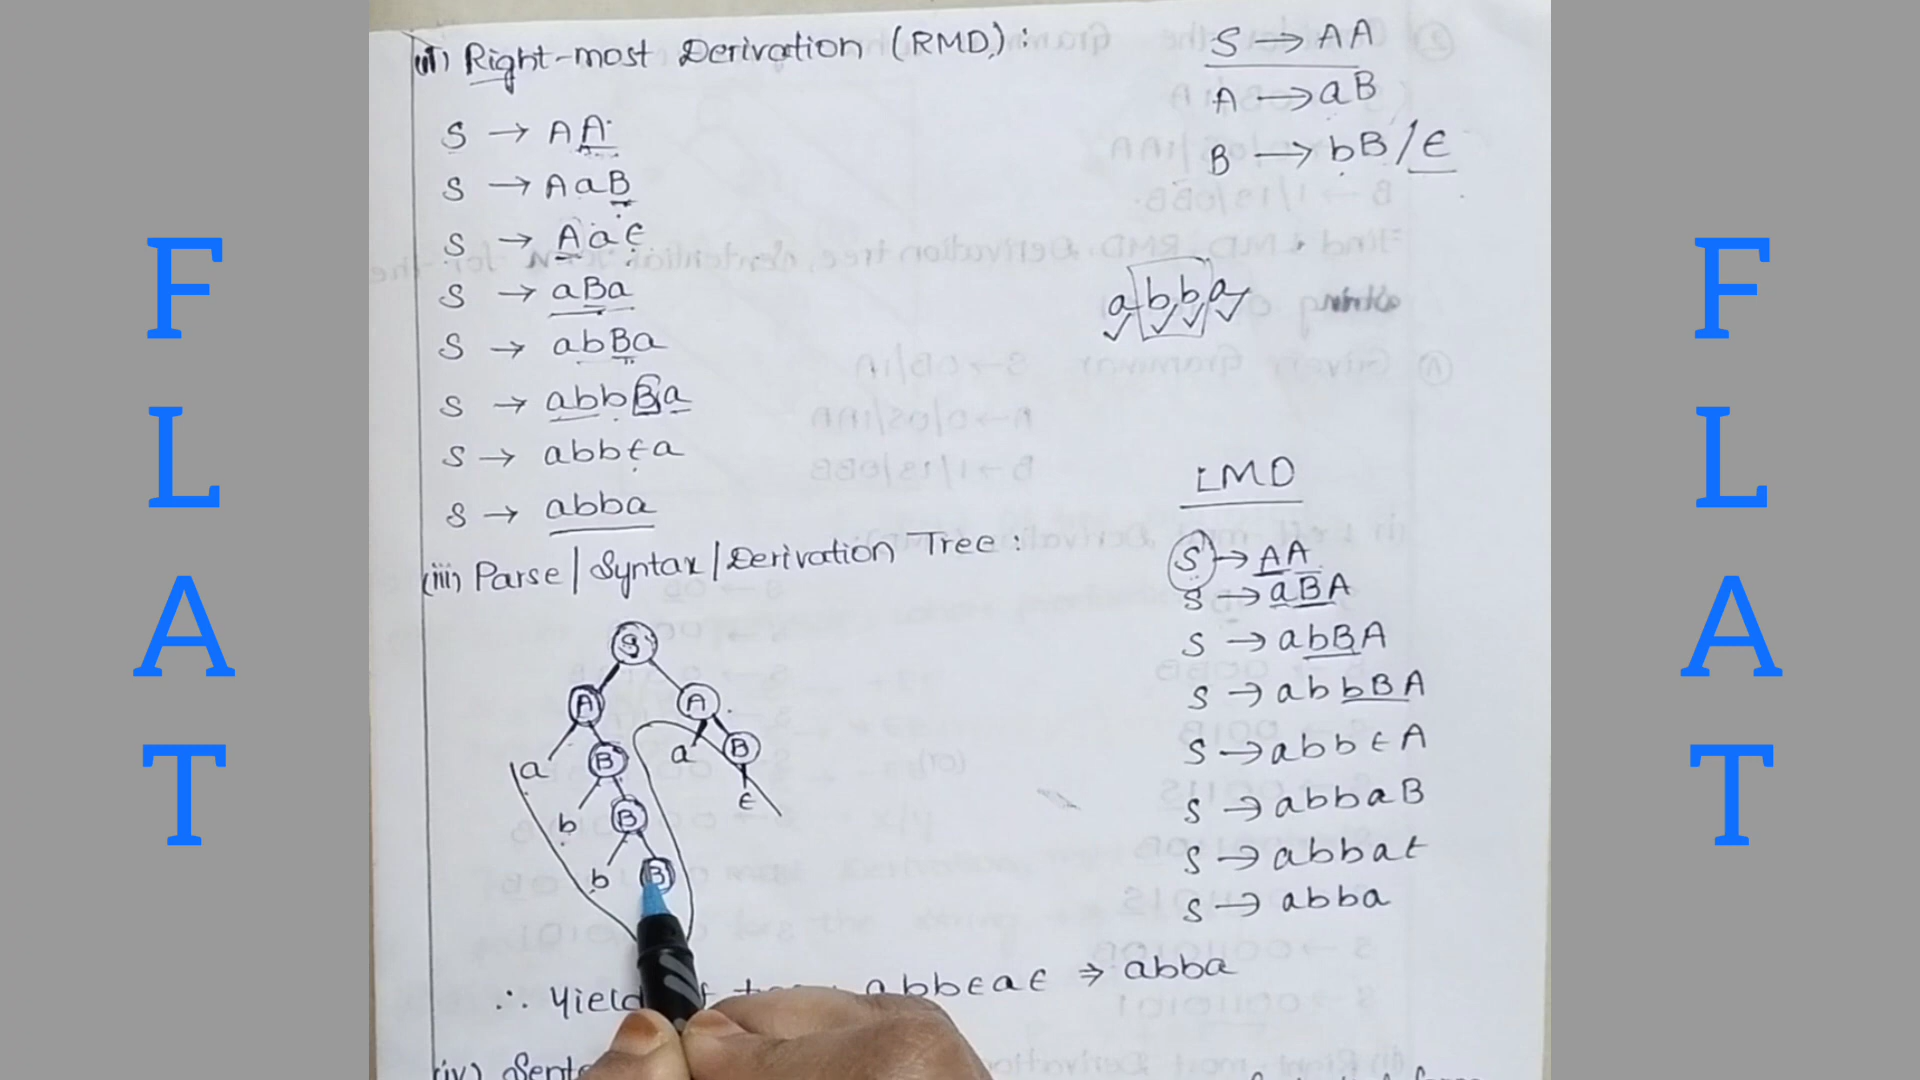 F
L
A
T
(ii) Right-most Derivation (RMD):
S → AA
S → AaB
S → Aaϵ
S → aBa
S → abBa
S → abbBa
S → abbϵa
S → abba
S → AA
A → aB
B → bB/ϵ
abba
(iii) Parse | Syntax | Derivation Tree:
S
A A
a B a B
b B ϵ
b B
LMD
S → AA
S → aBA
S → abBA
S → abbBA
S → abbϵA
S → abbaB
S → abbaϵ
S → abba
∴ Yield abbϵaϵ ⇒ abba
(iv)
F
L
A
T